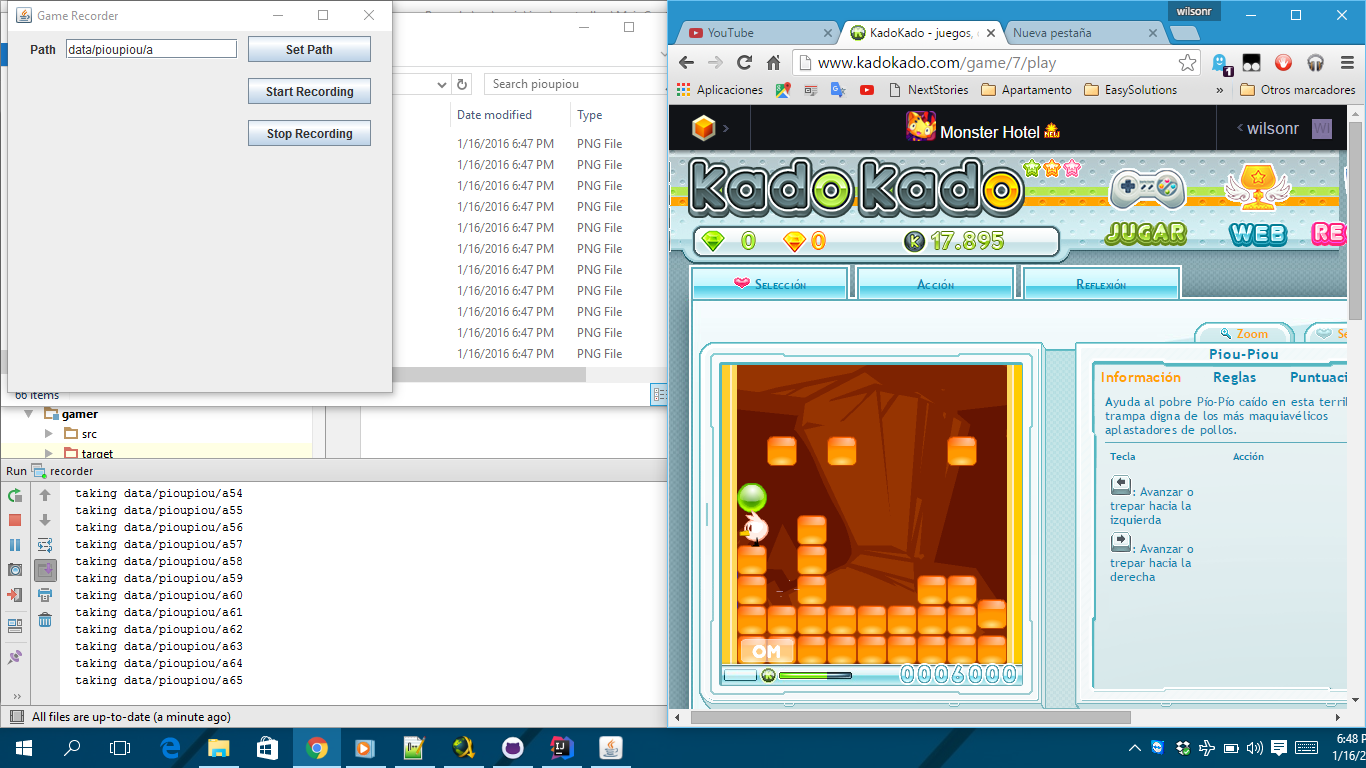 Game Recorder
Path
data/pioupiou/a
Set Path
Start Recording
Stop Recording
Search pioupiou
Date modified
Type
1/16/2016 6:47 PM PNG File
1/16/2016 6:47 PM PNG File
1/16/2016 6:47 PM PNG File
1/16/2016 6:47 PM PNG File
1/16/2016 6:47 PM PNG File
1/16/2016 6:47 PM PNG File
1/16/2016 6:47 PM PNG File
1/16/2016 6:47 PM PNG File
1/16/2016 6:47 PM PNG File
1/16/2016 6:47 PM PNG File
1/16/2016 6:47 PM PNG File
66 items
gamer
src
target
Run recorder
taking data/pioupiou/a54
taking data/pioupiou/a55
taking data/pioupiou/a56
taking data/pioupiou/a57
taking data/pioupiou/a58
taking data/pioupiou/a59
taking data/pioupiou/a60
taking data/pioupiou/a61
taking data/pioupiou/a62
taking data/pioupiou/a63
taking data/pioupiou/a64
taking data/pioupiou/a65
All files are up-to-date (a minute ago)
wilsonr
YouTube
KadoKado - juegos,
Nueva pestaña
www.kadokado.com/game/7/play
1
Aplicaciones
NextStories
Apartamento
EasySolutions
»
Otros marcadores
Monster Hotel NEW
wilsonr
WI
KadoKado
JUGAR
WEB
RE
0
0
K 17.895
Selección
Acción
Reflexión
Zoom
Se
Piou-Piou
Información
Reglas
Puntuaci
Ayuda al pobre Pío-Pío caído en esta terril
trampa digna de los más maquiavélicos
aplastadores de pollos.
Tecla
Acción
: Avanzar o
trepar hacia la
izquierda
: Avanzar o
trepar hacia la
derecha
0M
0006000
6:48 P
1/16/2